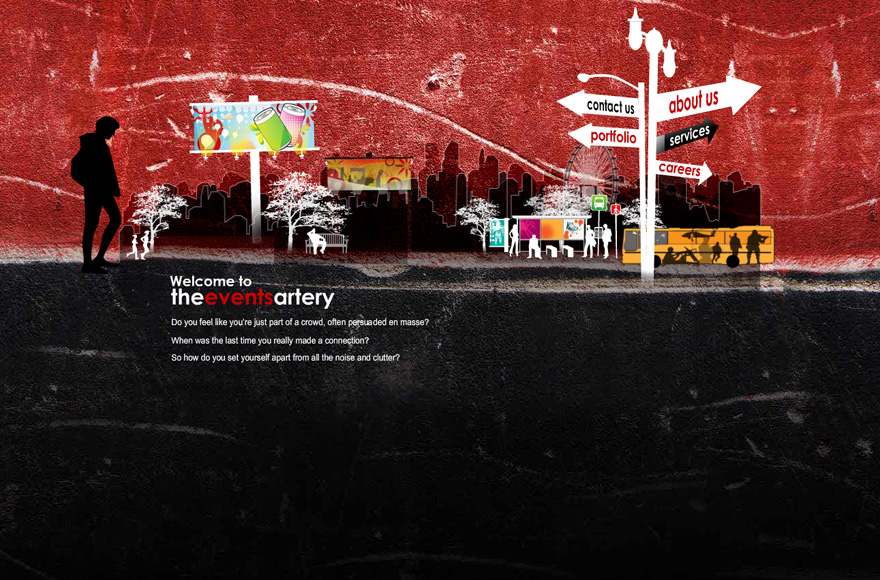 contact us
about us
portfolio
services
careers
Welcome to
theeventsartery
Do you feel like you're just part of a crowd, often persuaded en masse?
When was the last time you really made a connection?
So how do you set yourself apart from all the noise and clutter?